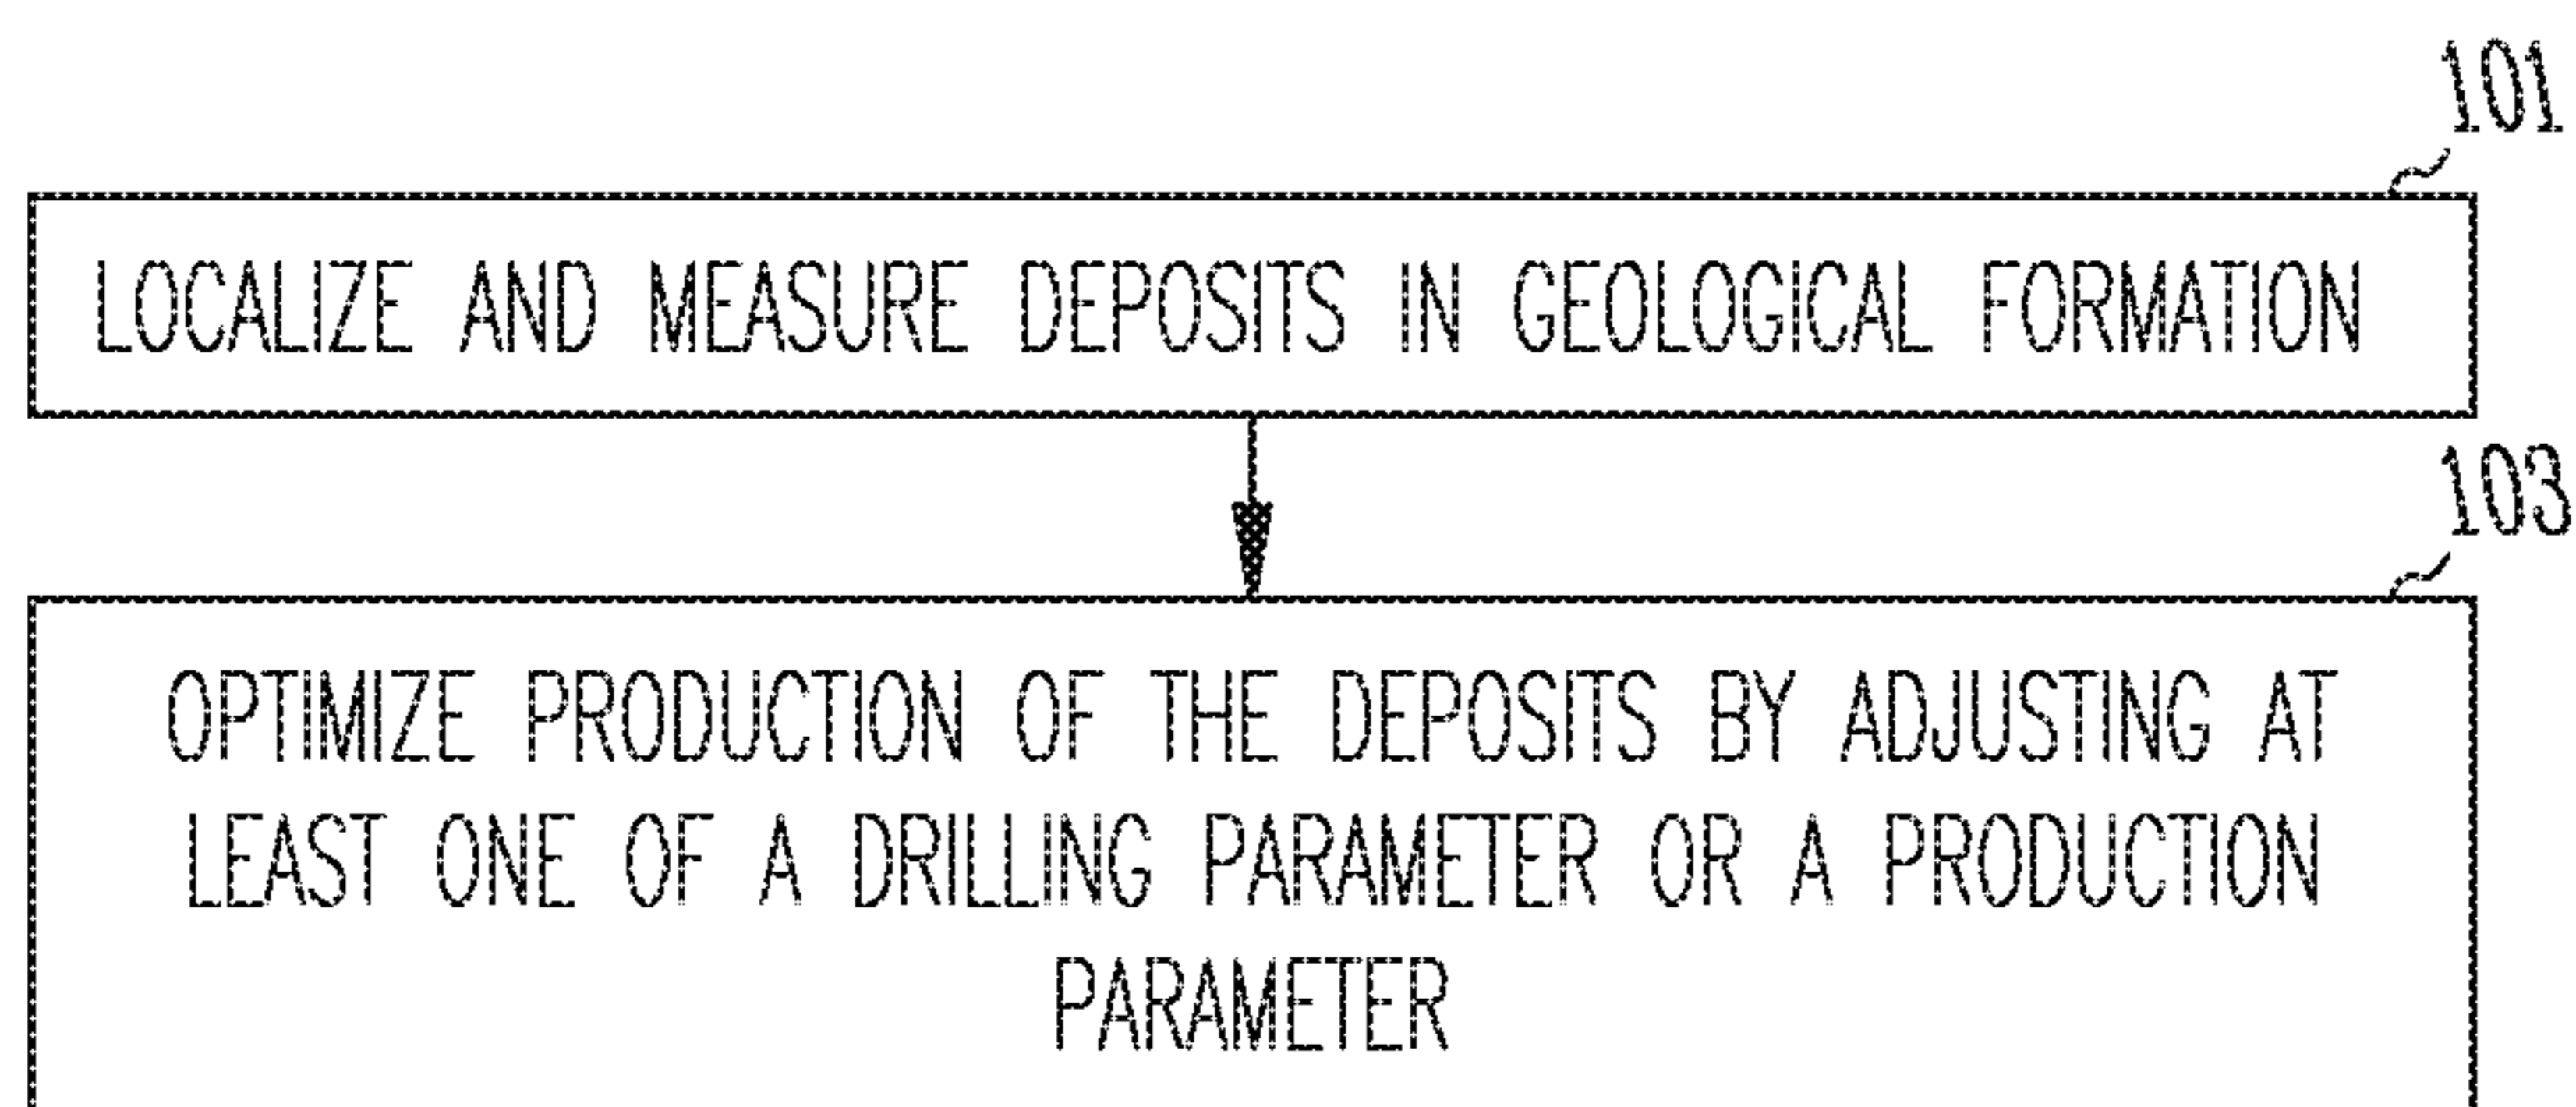 101
LOCALIZE AND MEASURE DEPOSITS IN GEOLOGICAL FORMATION
103
OPTIMIZE PRODUCTION OF THE DEPOSITS BY ADJUSTING AT
LEAST ONE OF A DRILLING PARAMETER OR A PRODUCTION
PARAMETER